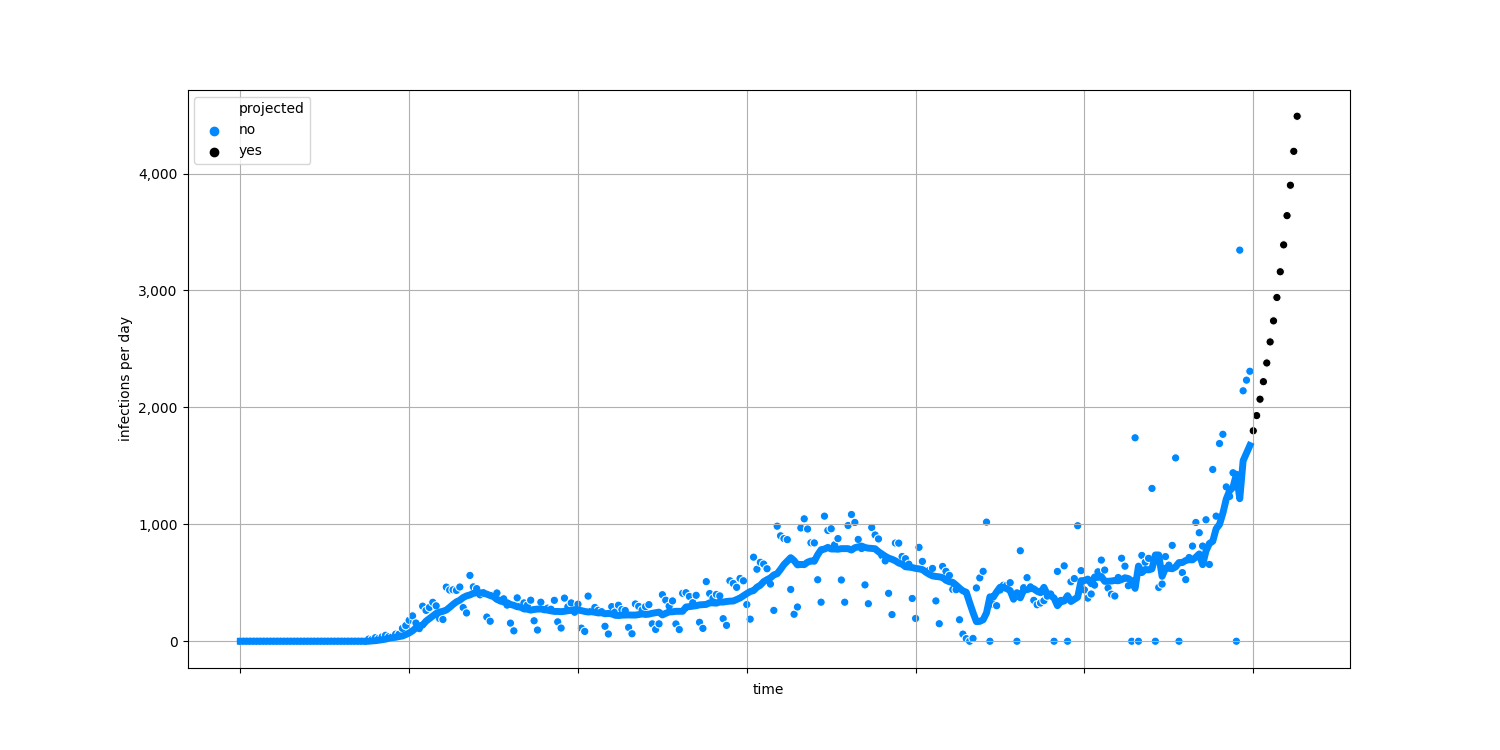 projected
no
yes
4,000
3,000
2,000
1,000
0
infections per day
time